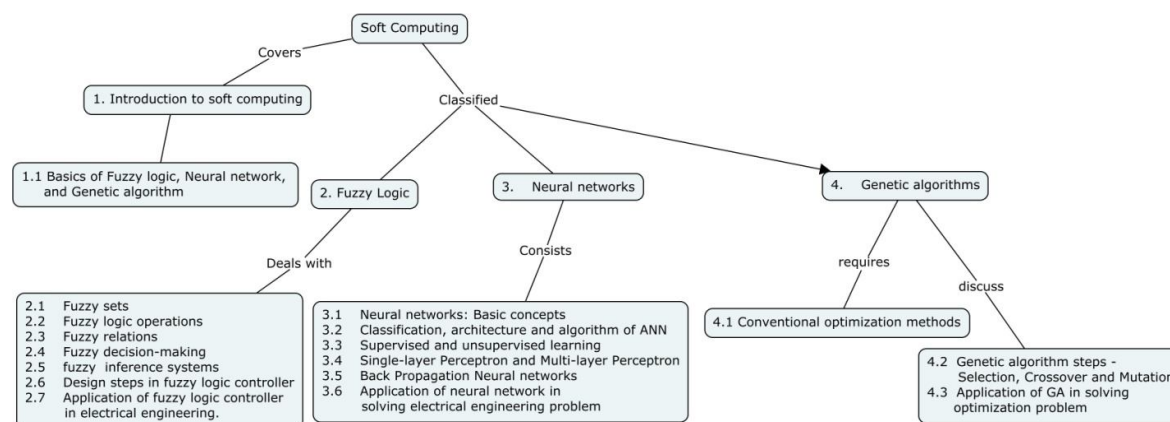 Soft Computing
Covers
1. Introduction to soft computing
Classified
1.1 Basics of Fuzzy logic, Neural network,
and Genetic algorithm
2. Fuzzy Logic
3. Neural networks
4. Genetic algorithms
Deals with
Consists
requires
discuss
2.1 Fuzzy sets
2.2 Fuzzy logic operations
2.3 Fuzzy relations
2.4 Fuzzy decision-making
2.5 fuzzy inference systems
2.6 Design steps in fuzzy logic controller
2.7 Application of fuzzy logic controller
in electrical engineering.
3.1 Neural networks: Basic concepts
3.2 Classification, architecture and algorithm of ANN
3.3 Supervised and unsupervised learning
3.4 Single-layer Perceptron and Multi-layer Perceptron
3.5 Back Propagation Neural networks
3.6 Application of neural network in
solving electrical engineering problem
4.1 Conventional optimization methods
4.2 Genetic algorithm steps -
Selection, Crossover and Mutation
4.3 Application of GA in solving
optimization problem